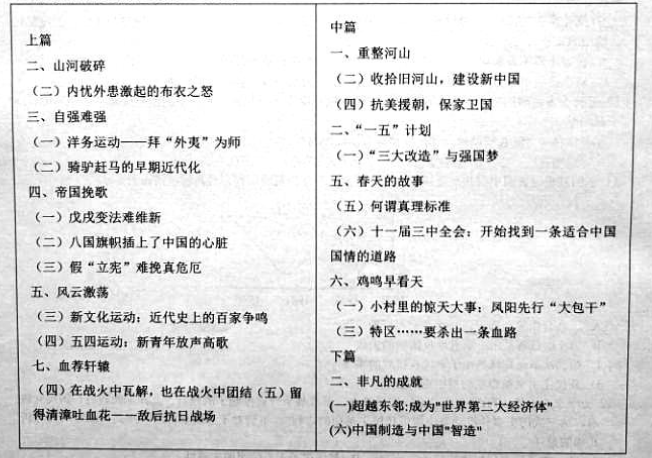 上篇
二、山河破碎
（二）内忧外患激起的布衣之怒
三、自强难强
（一）洋务运动——拜“外夷”为师
（二）骑驴赶马的早期近代化
四、帝国挽歌
（一）戊戌变法难维新
（二）八国旗帜插上了中国的心脏
（三）假“立宪”难挽真危厄
五、风云激荡
（三）新文化运动：近代史上的百家争鸣
（四）五四运动：新青年放声高歌
七、血荐轩辕
（四）在战火中瓦解，也在战火中团结（五）留
得清漳吐血花——敌后抗日战场
中篇
一、重整河山
（二）收拾旧河山，建设新中国
（四）抗美援朝，保家卫国
二、“一五”计划
（一）“三大改造”与强国梦
五、春天的故事
（五）何谓真理标准
（六）十一届三中全会：开始找到一条适合中国
国情的道路
六、鸡鸣早看天
（一）小村里的惊天大事：凤阳先行“大包干”
（三）特区……要杀出一条血路
下篇
二、非凡的成就
(一)超越东邻:成为"世界第二大经济体"
(六)中国制造与中国"智造"